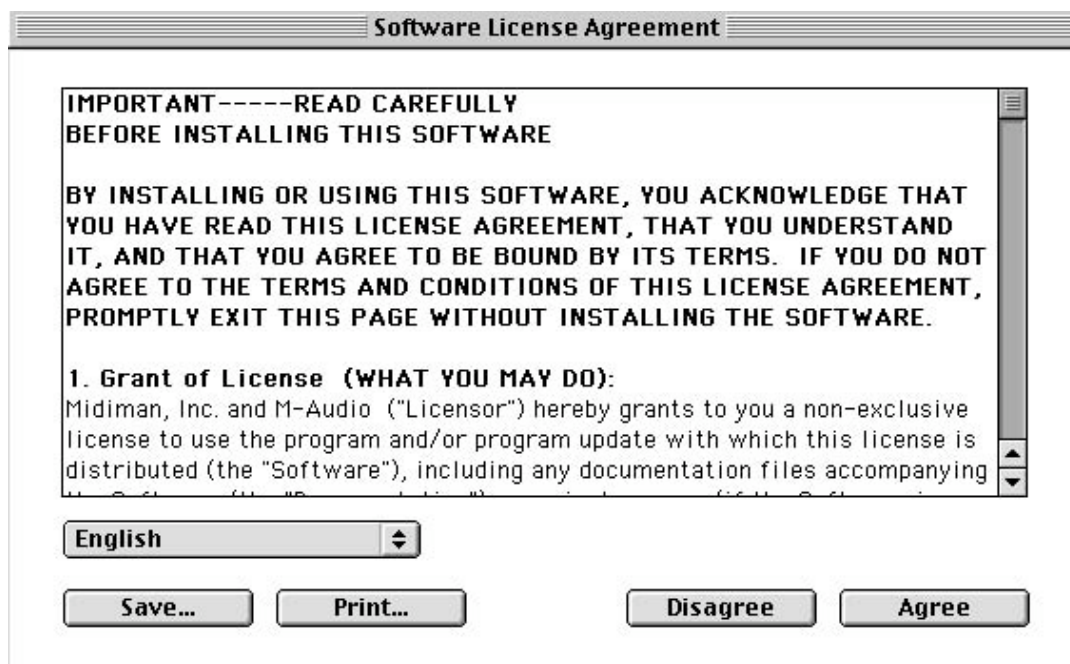 Software License Agreement
IMPORTANT-----READ CAREFULLY
BEFORE INSTALLING THIS SOFTWARE
BY INSTALLING OR USING THIS SOFTWARE, YOU ACKNOWLEDGE THAT
YOU HAVE READ THIS LICENSE AGREEMENT, THAT YOU UNDERSTAND
IT, AND THAT YOU AGREE TO BE BOUND BY ITS TERMS.  IF YOU DO NOT
AGREE TO THE TERMS AND CONDITIONS OF THIS LICENSE AGREEMENT,
PROMPTLY EXIT THIS PAGE WITHOUT INSTALLING THE SOFTWARE.
1. Grant of License  (WHAT YOU MAY DO):
Midiman, Inc. and M-Audio  ("Licensor") hereby grants to you a non-exclusive
license to use the program and/or program update with which this license is
distributed (the "Software"), including any documentation files accompanying
English
Save...
Print...
Disagree
Agree